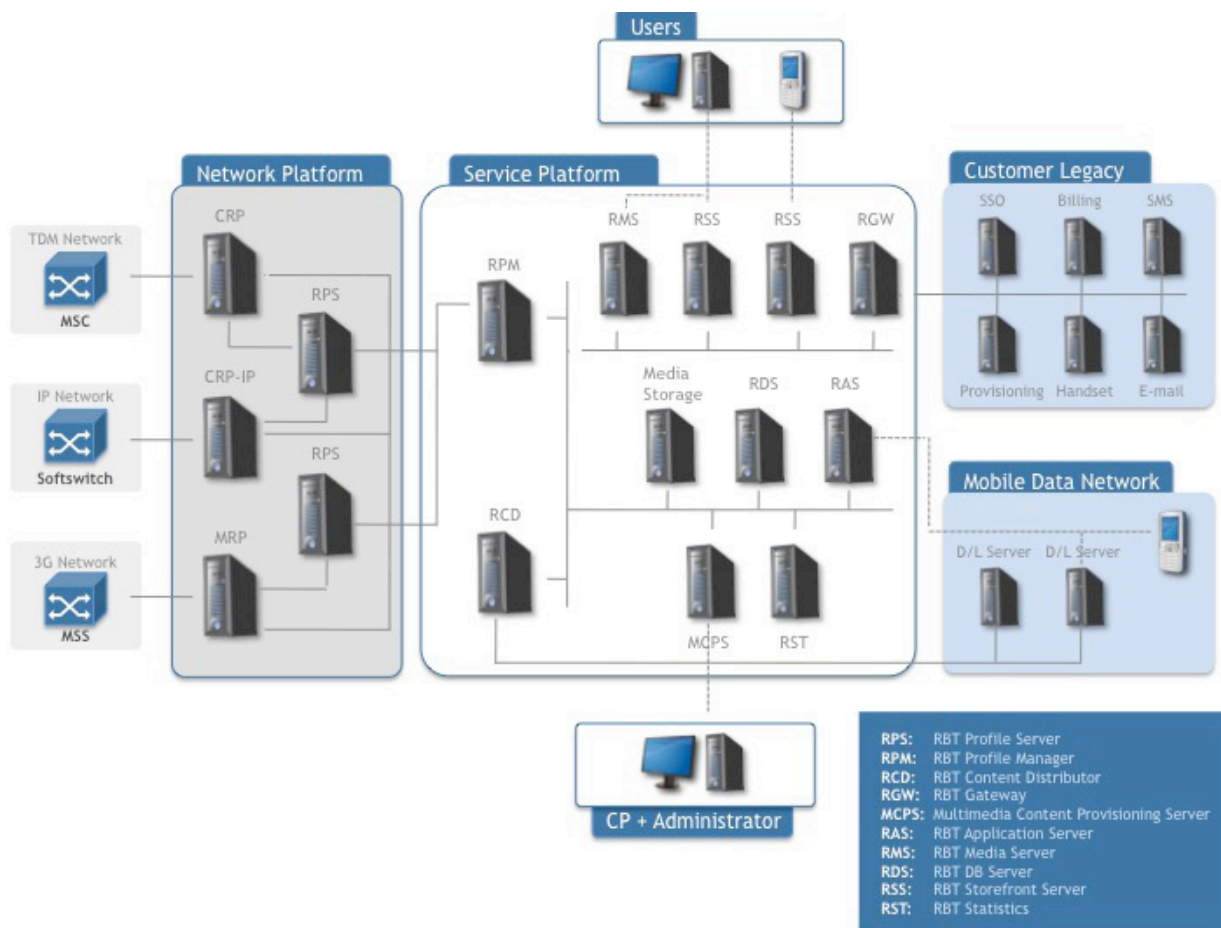 Users
Network Platform
Service Platform
Customer Legacy
CRP
RMS
RSS
RSS
RGW
SSO
Billing
SMS
TDM Network
MSC
RPM
RPS
CRP-IP
Media
Storage
RDS
RAS
Provisioning
Handset
E-mail
IP Network
Softswitch
RPS
Mobile Data Network
RCD
MRP
D/L Server
D/L Server
3G Network
MSS
MCPS
RST
CP + Administrator
RPS: RBT Profile Server
RPM: RBT Profile Manager
RCD: RBT Content Distributor
RGW: RBT Gateway
MCPS: Multimedia Content Provisioning Server
RAS: RBT Application Server
RMS: RBT Media Server
RDS: RBT DB Server
RSS: RBT Storefront Server
RST: RBT Statistics